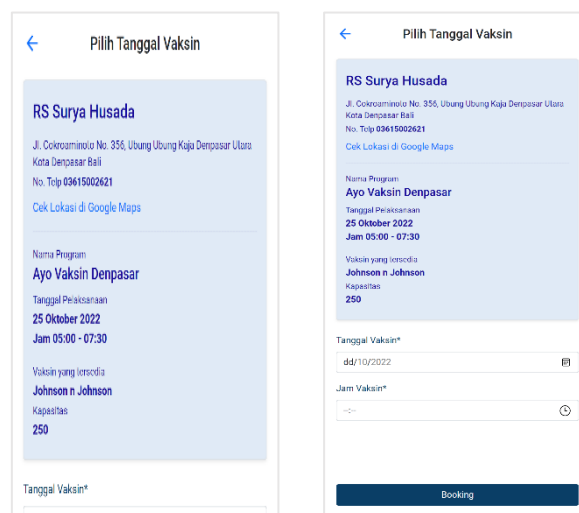 Pilih Tanggal Vaksin
RS Surya Husada
Jl. Cokroaminoto No. 356, Ubung Ubung Kaja Denpasar Utara
Kota Denpasar Bali
No. Telp 03615002621
Cek Lokasi di Google Maps
Nama Program
Ayo Vaksin Denpasar
Tanggal Pelaksanaan
25 Oktober 2022
Jam 05:00 - 07:30
Vaksin yang tersedia
Johnson n Johnson
Kapasitas
250
Tanggal Vaksin*
Pilih Tanggal Vaksin
RS Surya Husada
Jl. Cokroaminoto No. 356, Ubung Ubung Kaja Denpasar Utara
Kota Denpasar Bali
No. Telp 03615002621
Cek Lokasi di Google Maps
Nama Program
Ayo Vaksin Denpasar
Tanggal Pelaksanaan
25 Oktober 2022
Jam 05:00 - 07:30
Vaksin yang tersedia
Johnson n Johnson
Kapasitas
250
Tanggal Vaksin*
dd/10/2022
Jam Vaksin*
--:--
Booking